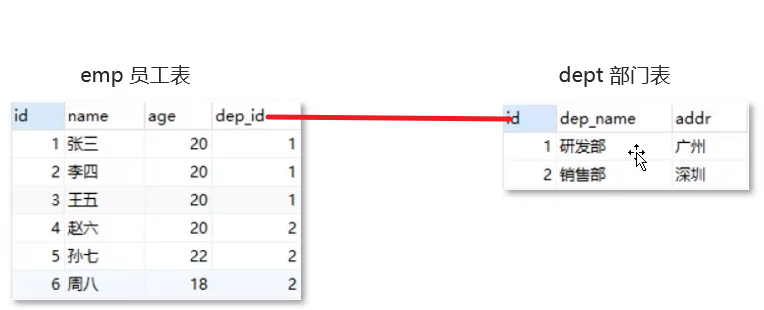 emp 员工表
id name age dep_id
1 张三 20 1
2 李四 20 1
3 王五 20 1
4 赵六 20 2
5 孙七 22 2
6 周八 18 2
dept 部门表
id dep_name addr
1 研发部 广州
2 销售部 深圳